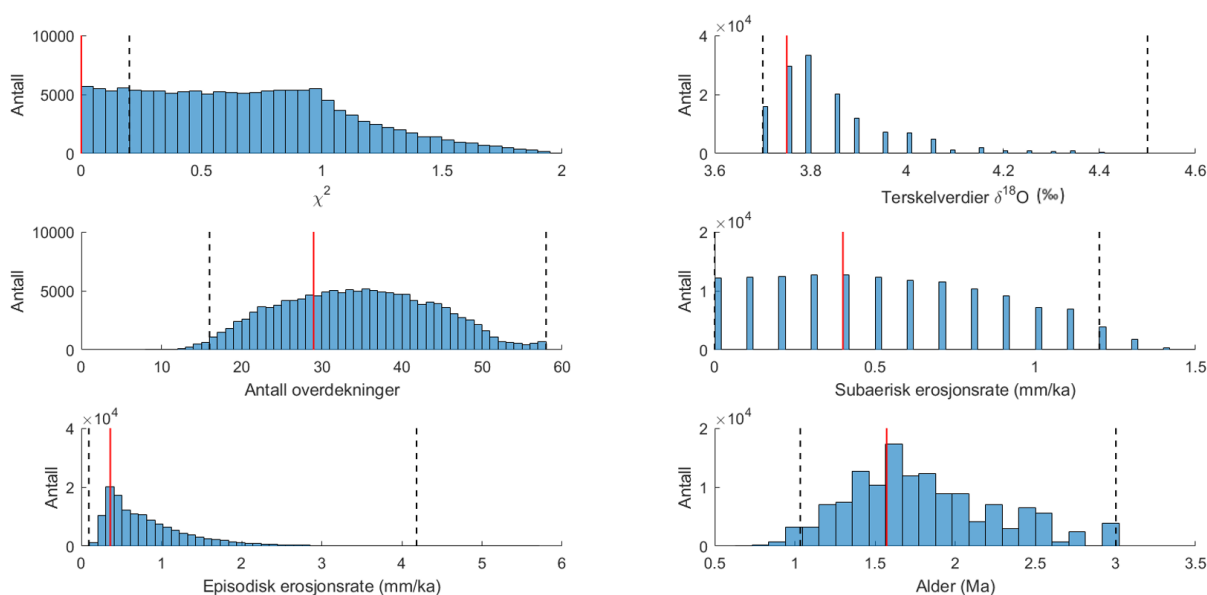 10000
5000
0
Antall
0 0.5 1 1.5 2
χ²
×10⁴
4
2
0
Antall
3.6 3.8 4 4.2 4.4 4.6
Terskelverdier δ¹⁸O (‰)
10000
5000
0
Antall
0 10 20 30 40 50 60
Antall overdekninger
×10⁴
2
1
0
Antall
0 0.5 1 1.5
Subaerisk erosjonsrate (mm/ka)
×10⁴
4
2
0
Antall
0 1 2 3 4 5 6
Episodisk erosjonsrate (mm/ka)
×10⁴
2
1
0
Antall
0.5 1 1.5 2 2.5 3 3.5
Alder (Ma)